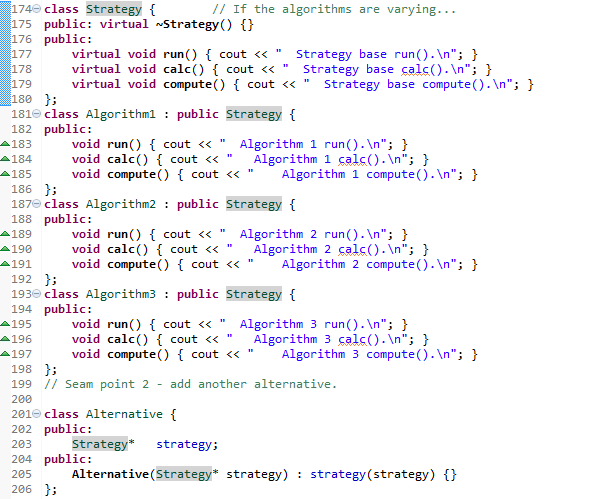 174 class Strategy {        // If the algorithms are varying...
175 public: virtual ~Strategy() {}
176 public:
177     virtual void run() { cout << "  Strategy base run().\n"; }
178     virtual void calc() { cout << "  Strategy base calc().\n"; }
179     virtual void compute() { cout << "  Strategy base compute().\n"; }
180 };
181 class Algorithm1 : public Strategy {
182 public:
183     void run() { cout << "  Algorithm 1 run().\n"; }
184     void calc() { cout << "   Algorithm 1 calc().\n"; }
185     void compute() { cout << "    Algorithm 1 compute().\n"; }
186 };
187 class Algorithm2 : public Strategy {
188 public:
189     void run() { cout << "  Algorithm 2 run().\n"; }
190     void calc() { cout << "   Algorithm 2 calc().\n"; }
191     void compute() { cout << "    Algorithm 2 compute().\n"; }
192 };
193 class Algorithm3 : public Strategy {
194 public:
195     void run() { cout << "  Algorithm 3 run().\n"; }
196     void calc() { cout << "   Algorithm 3 calc().\n"; }
197     void compute() { cout << "    Algorithm 3 compute().\n"; }
198 };
199 // Seam point 2 - add another alternative.
200
201 class Alternative {
202 public:
203     Strategy*   strategy;
204 public:
205     Alternative(Strategy* strategy) : strategy(strategy) {}
206 };